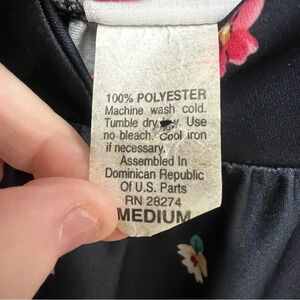 100% POLYESTER
Machine wash cold.
Tumble dry Use
no bleach. Cool iron
if necessary.
Assembled In
Dominican Republic
Of U.S. Parts
RN 28274
MEDIUM